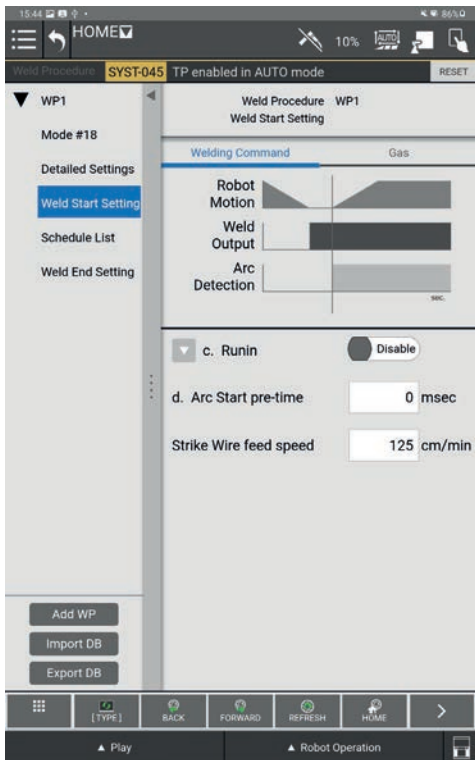 15:44
86%
HOME
10%
AUTO
Weld Procedure
SYST-045 TP enabled in AUTO mode
RESET
WP1
Mode #18
Detailed Settings
Weld Start Setting
Schedule List
Weld End Setting
Add WP
Import DB
Export DB
Weld Procedure WP1
Weld Start Setting
Welding Command
Gas
Robot
Motion
Weld
Output
Arc
Detection
sec.
c. Runin
Disable
d. Arc Start pre-time
0 msec
Strike Wire feed speed
125 cm/min
[TYPE]
BACK
FORWARD
REFRESH
HOME
▲ Play
▲ Robot Operation